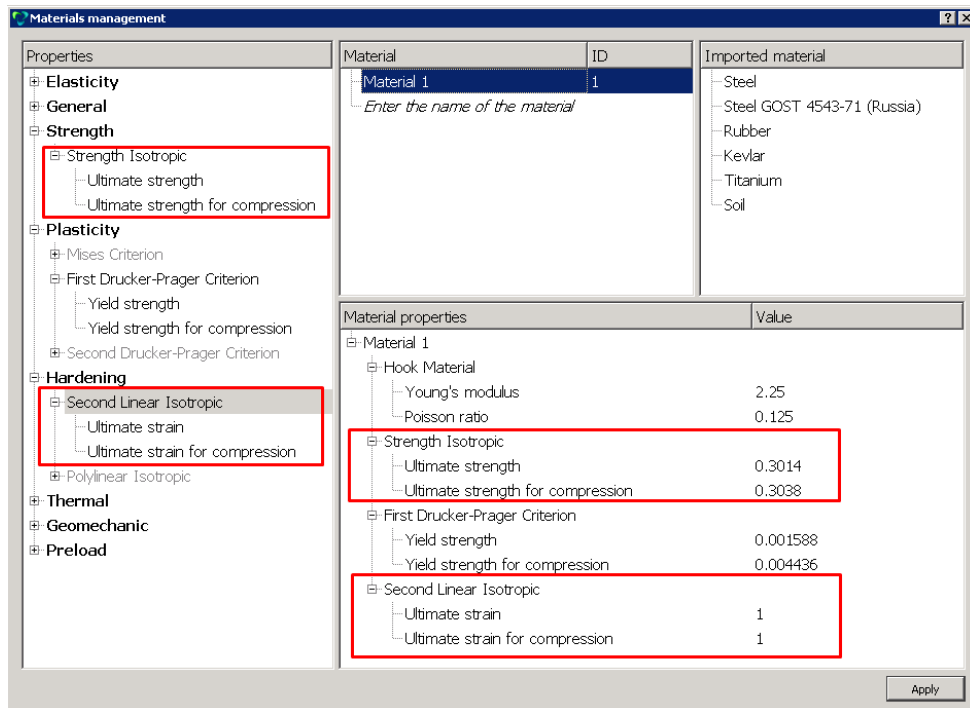 Materials management
Properties
Elasticity
General
Strength
Strength Isotropic
Ultimate strength
Ultimate strength for compression
Plasticity
Mises Criterion
First Drucker-Prager Criterion
Yield strength
Yield strength for compression
Second Drucker-Prager Criterion
Hardening
Second Linear Isotropic
Ultimate strain
Ultimate strain for compression
Polylinear Isotropic
Thermal
Geomechanic
Preload
Material ID
Material 1 1
Enter the name of the material
Imported material
Steel
Steel GOST 4543-71 (Russia)
Rubber
Kevlar
Titanium
Soil
Material properties Value
Material 1
Hook Material
Young's modulus 2.25
Poisson ratio 0.125
Strength Isotropic
Ultimate strength 0.3014
Ultimate strength for compression 0.3038
First Drucker-Prager Criterion
Yield strength 0.001588
Yield strength for compression 0.004436
Second Linear Isotropic
Ultimate strain 1
Ultimate strain for compression 1
Apply